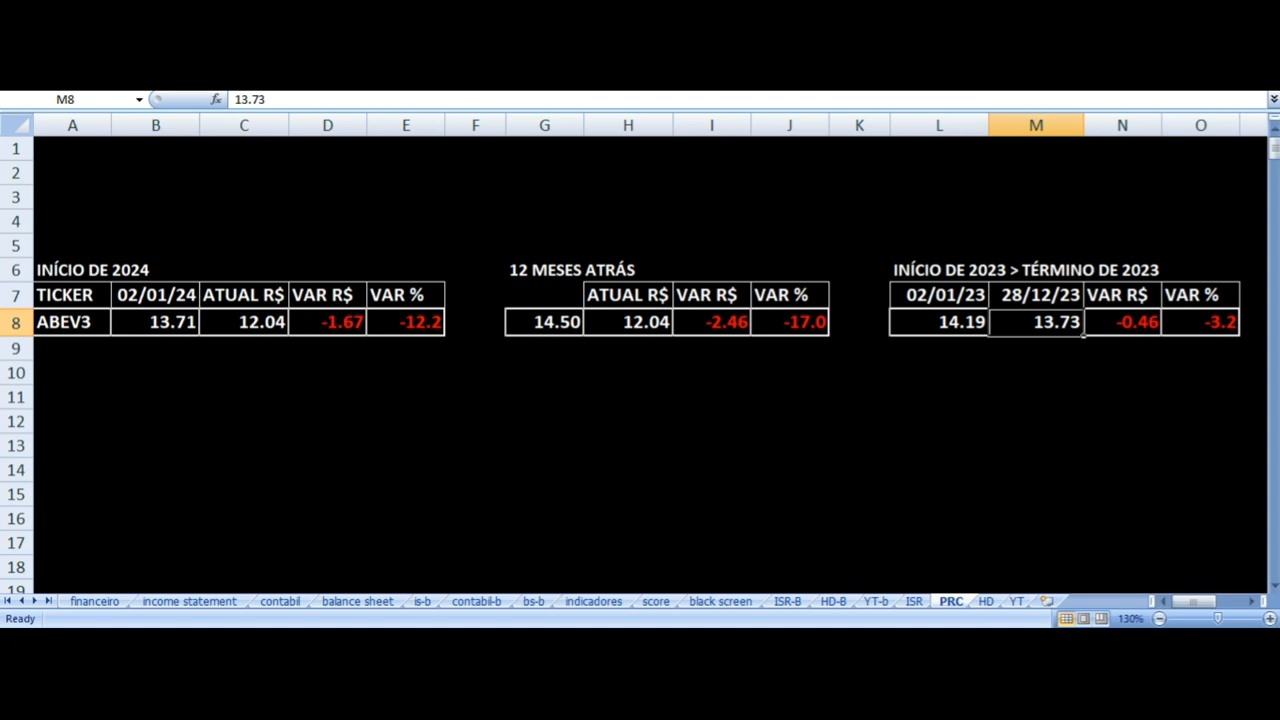 M8 fx 13.73
A B C D E F G H I J K L M N O
1
2
3
4
5
6 INÍCIO DE 2024 12 MESES ATRÁS INÍCIO DE 2023 > TÉRMINO DE 2023
7 TICKER 02/01/24 ATUAL R$ VAR R$ VAR % ATUAL R$ VAR R$ VAR % 02/01/23 28/12/23 VAR R$ VAR %
8 ABEV3 13.71 12.04 -1.67 -12.2 14.50 12.04 -2.46 -17.0 14.19 13.73 -0.46 -3.2
9
10
11
12
13
14
15
16
17
18
19
financeiro income statement contabil balance sheet is-b contabil-b bs-b indicadores score black screen ISR-B HD-B YT-b ISR PRC HD YT
Ready 130%